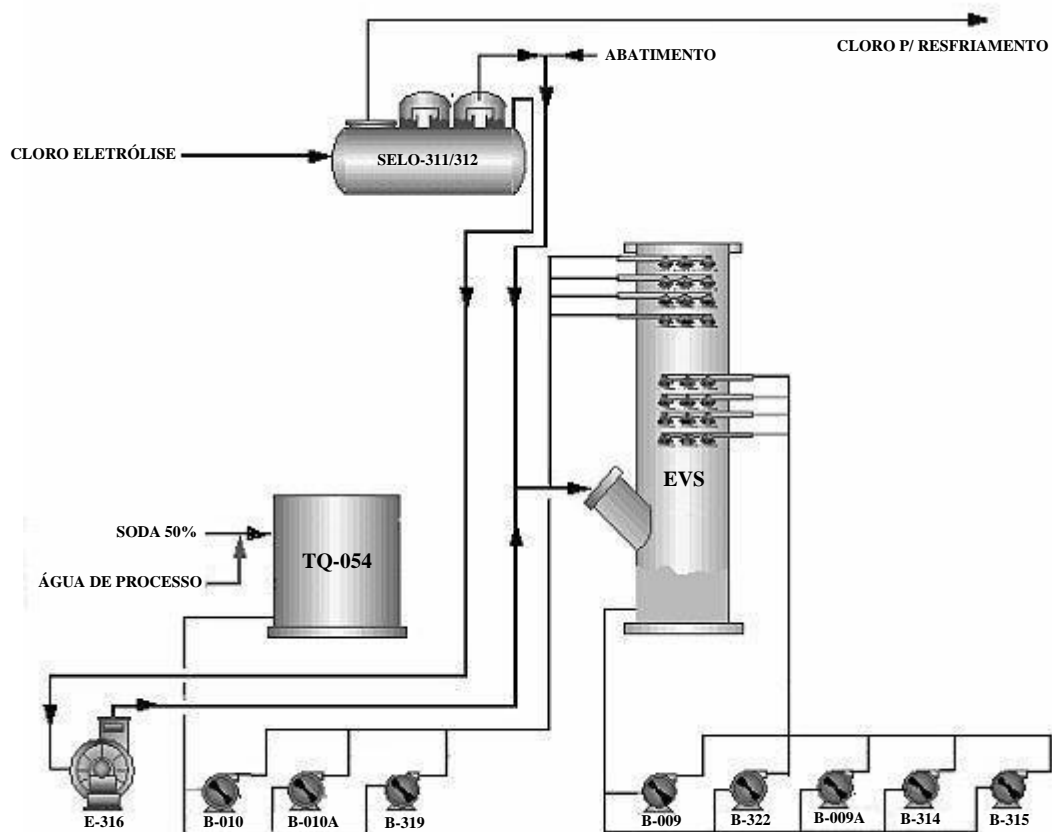 CLORO P/ RESFRIAMENTO
ABATIMENTO
CLORO ELETRÓLISE
SELO-311/312
EVS
SODA 50%
TQ-054
ÁGUA DE PROCESSO
E-316
B-010
B-010A
B-319
B-009
B-322
B-009A
B-314
B-315